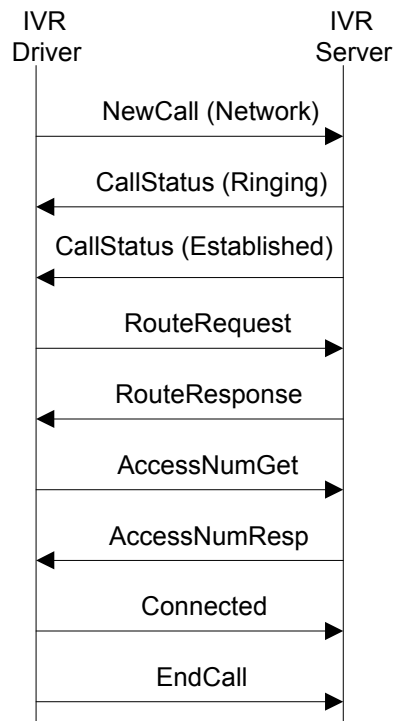 IVR Driver
IVR Server
NewCall (Network)
CallStatus (Ringing)
CallStatus (Established)
RouteRequest
RouteResponse
AccessNumGet
AccessNumResp
Connected
EndCall